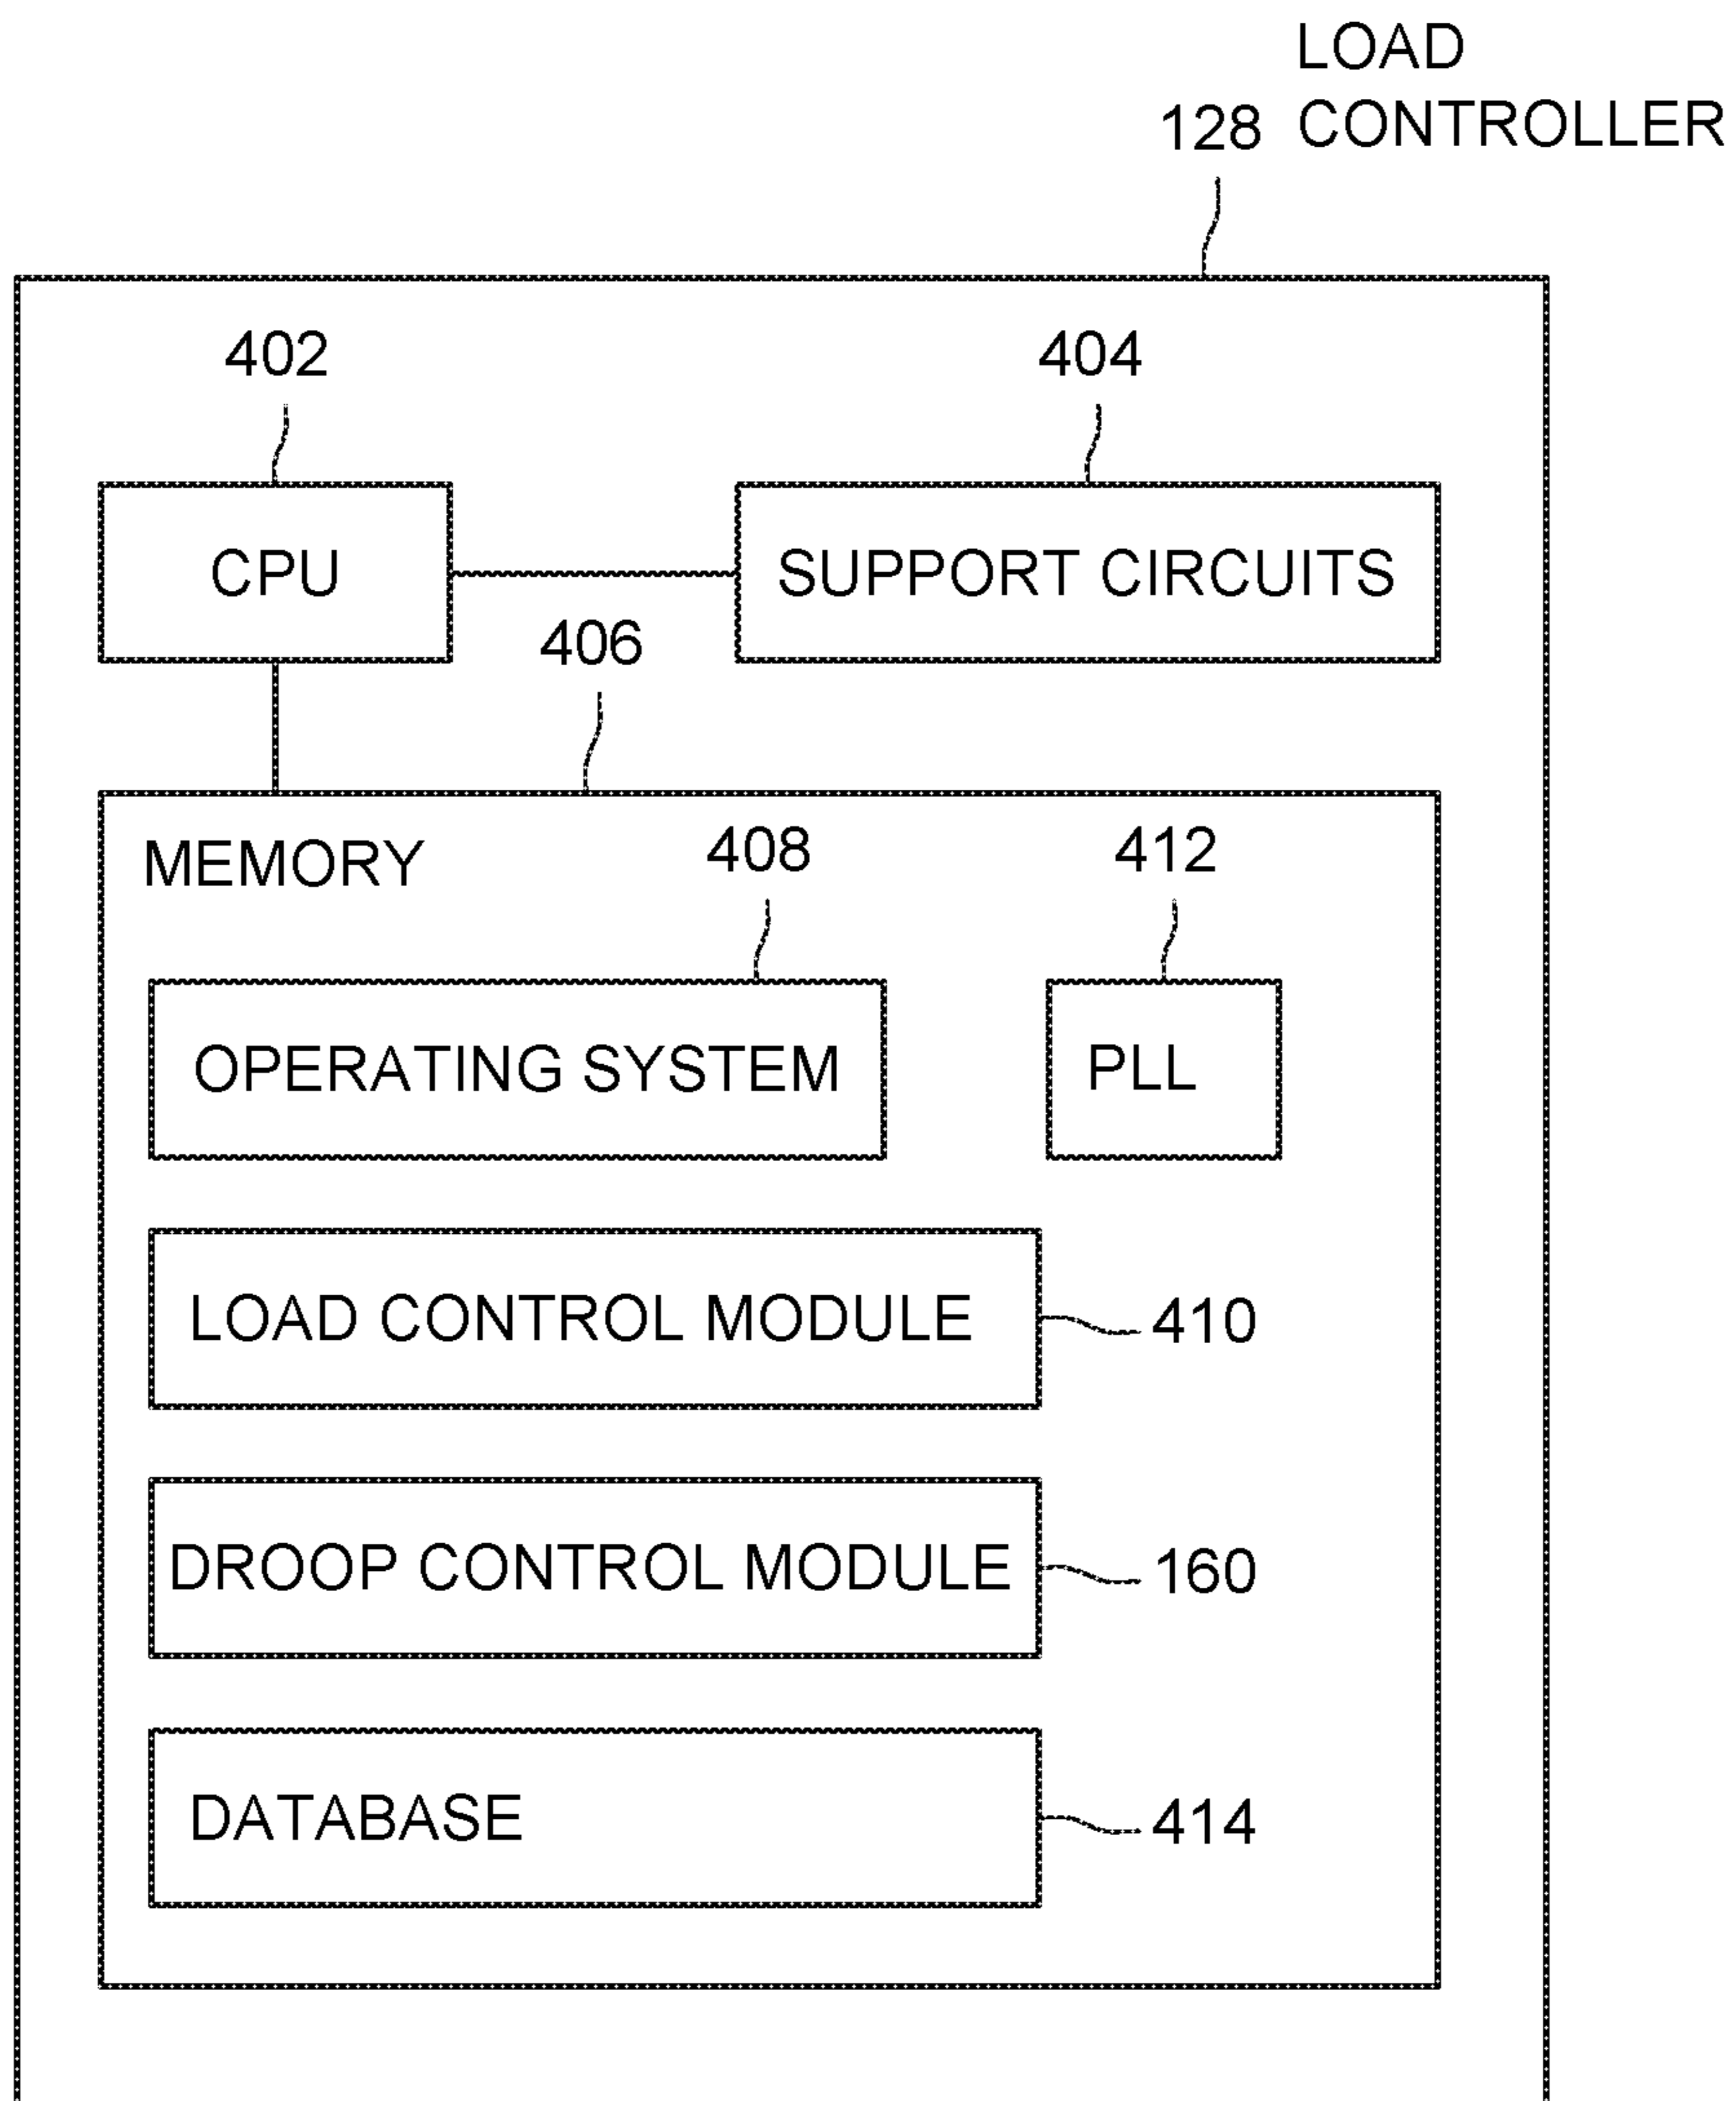 LOAD
128 CONTROLLER
402
404
CPU
SUPPORT CIRCUITS
406
MEMORY
408
412
OPERATING SYSTEM
PLL
LOAD CONTROL MODULE
410
DROOP CONTROL MODULE
160
DATABASE
414